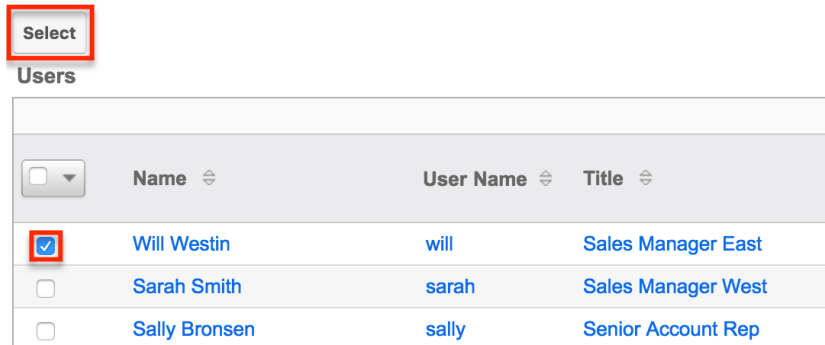 Select
Users
Name User Name Title
Will Westin will Sales Manager East
Sarah Smith sarah Sales Manager West
Sally Bronsen sally Senior Account Rep